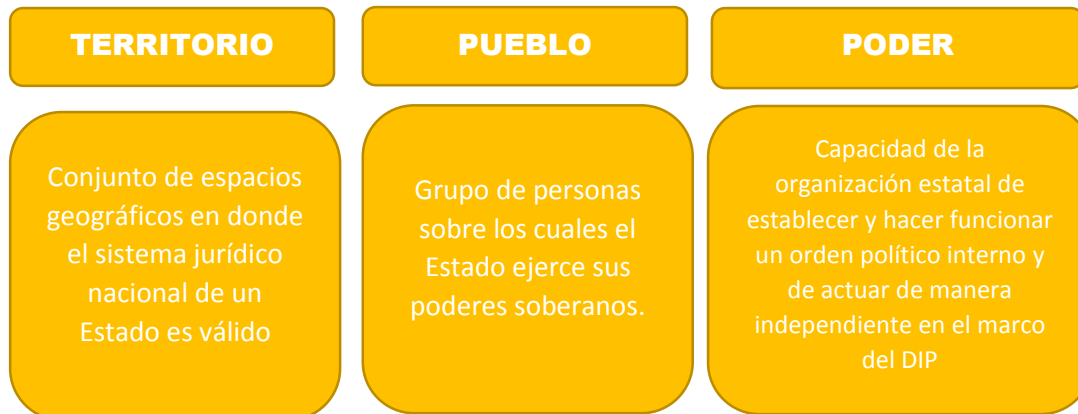 TERRITORIO
Conjunto de espacios
geográficos en donde
el sistema jurídico
nacional de un
Estado es válido
PUEBLO
Grupo de personas
sobre los cuales el
Estado ejerce sus
poderes soberanos.
PODER
Capacidad de la
organización estatal de
establecer y hacer funcionar
un orden político interno y
de actuar de manera
independiente en el marco
del DIP